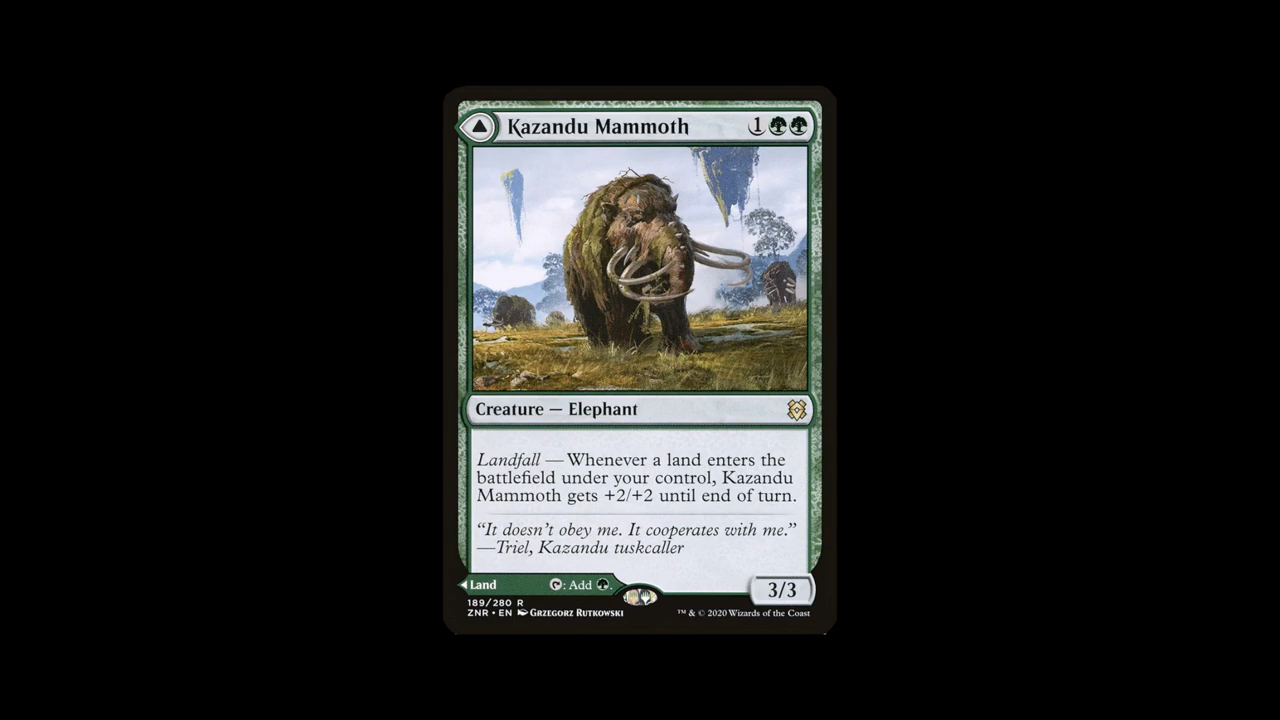 Kazandu Mammoth 1
Creature — Elephant
Landfall — Whenever a land enters the
battlefield under your control, Kazandu
Mammoth gets +2/+2 until end of turn.
“It doesn’t obey me. It cooperates with me.”
—Triel, Kazandu tuskcaller
Land : Add .
3/3
189/280 R
ZNR • EN Grzegorz Rutkowski
™ & © 2020 Wizards of the Coast